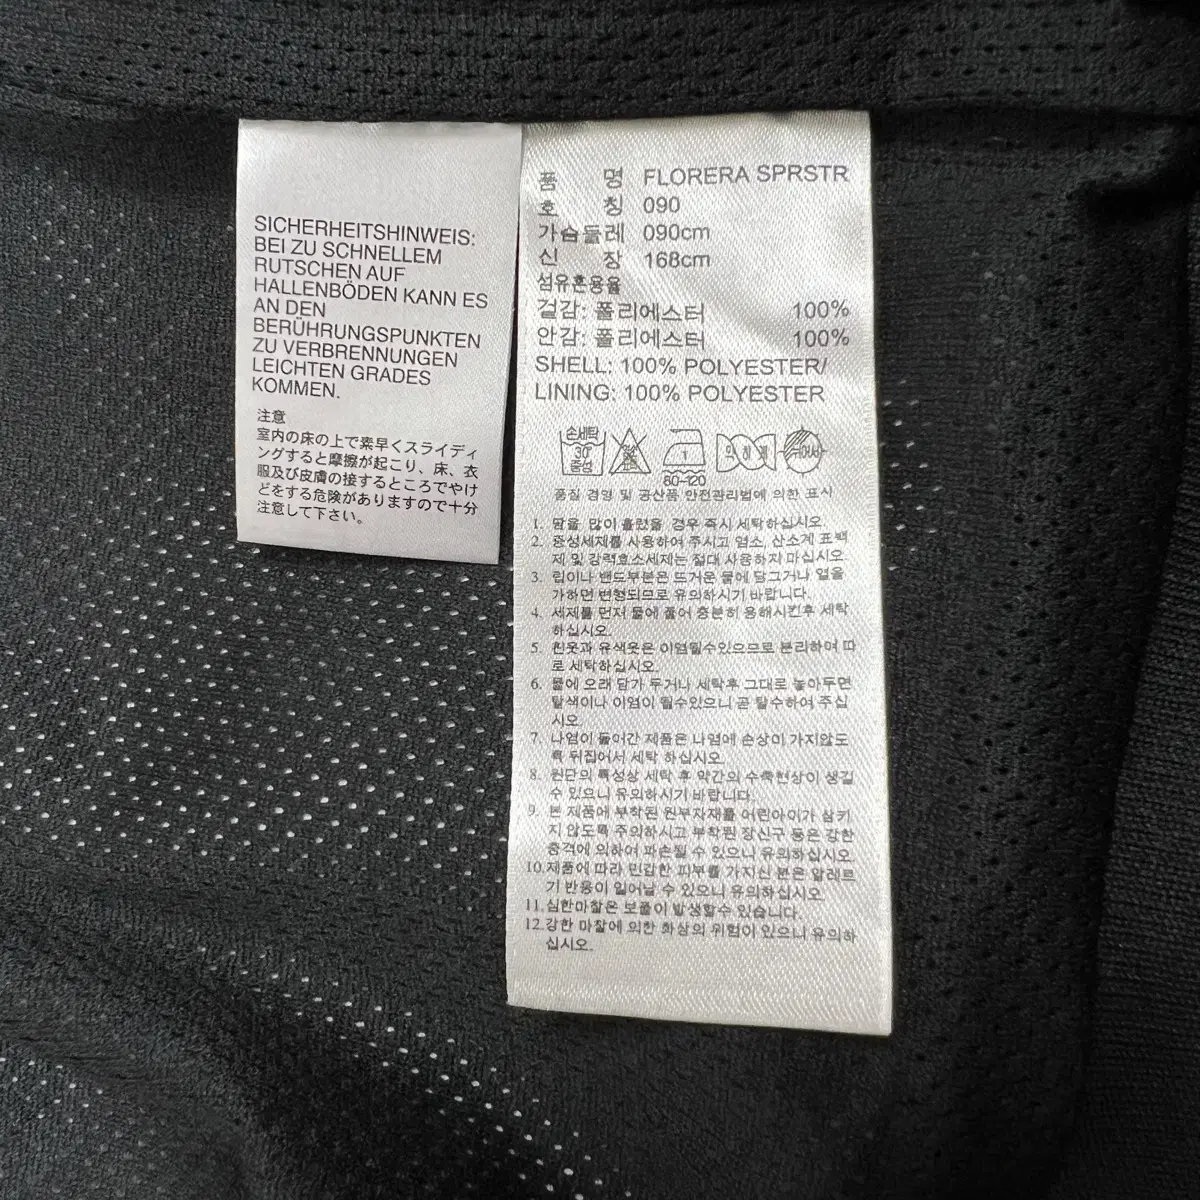 SICHERHEITSHINWEIS:
BEI ZU SCHNELLEM
RUTSCHEN AUF
HALLENBÖDEN KANN ES
AN DEN
BERÜHRUNGSPUNKTEN
ZU VERBRENNUNGEN
LEICHTEN GRADES
KOMMEN.
注意
室内の床の上で素早くスライディ
ングすると摩擦が起こり、床、衣
服及び皮膚の接するところでやけ
どをする危険がありますので十分
注意して下さい。
품 명 FLORERA SPRSTR
호 칭 090
가슴둘레 090cm
신 장 168cm
섬유혼용율
겉감: 폴리에스터 100%
안감: 폴리에스터 100%
SHELL: 100% POLYESTER/
LINING: 100% POLYESTER
손세탁
30°
중성
1
80-120
품질 경영 및 공산품 안전관리법에 의한 표시
1. 땀을 많이 흘렸을 경우 즉시 세탁하십시오.
2. 중성세제를 사용하여 주시고 염소, 산소계 표백
제 및 강력효소세제는 절대 사용하지 마십시오.
3. 립이나 밴드부분은 뜨거운 물에 담그거나 열을
가하면 변형되므로 유의하시기 바랍니다.
4. 세제를 먼저 물에 풀어 충분히 용해시킨후 세탁
하십시오.
5. 흰옷과 유색옷은 이염될수있으므로 분리하여 따
로 세탁하십시오.
6. 물에 오래 담가 두거나 세탁후 그대로 놓아두면
탈색이나 이염이 될수있으니 곧 탈수하여 주십
시오.
7. 나염이 들어간 제품은 나염에 손상이 가지않도
록 뒤집어서 세탁 하십시오.
8. 원단의 특성상 세탁 후 약간의 수축현상이 생길
수 있으니 유의하시기 바랍니다.
9. 본 제품에 부착된 원부자재를 어린아이가 삼키
지 않도록 주의하시고 부착된 장신구 등은 강한
충격에 의하여 파손될 수 있으니 유의하십시오.
10.제품에 따라 민감한 피부를 가지신 분은 알레르
기 반응이 일어날 수 있으니 유의하십시오.
11.심한마찰은 보풀이 발생할수 있습니다.
12.강한 마찰에 의한 화상의 위험이 있으니 유의하
십시오.